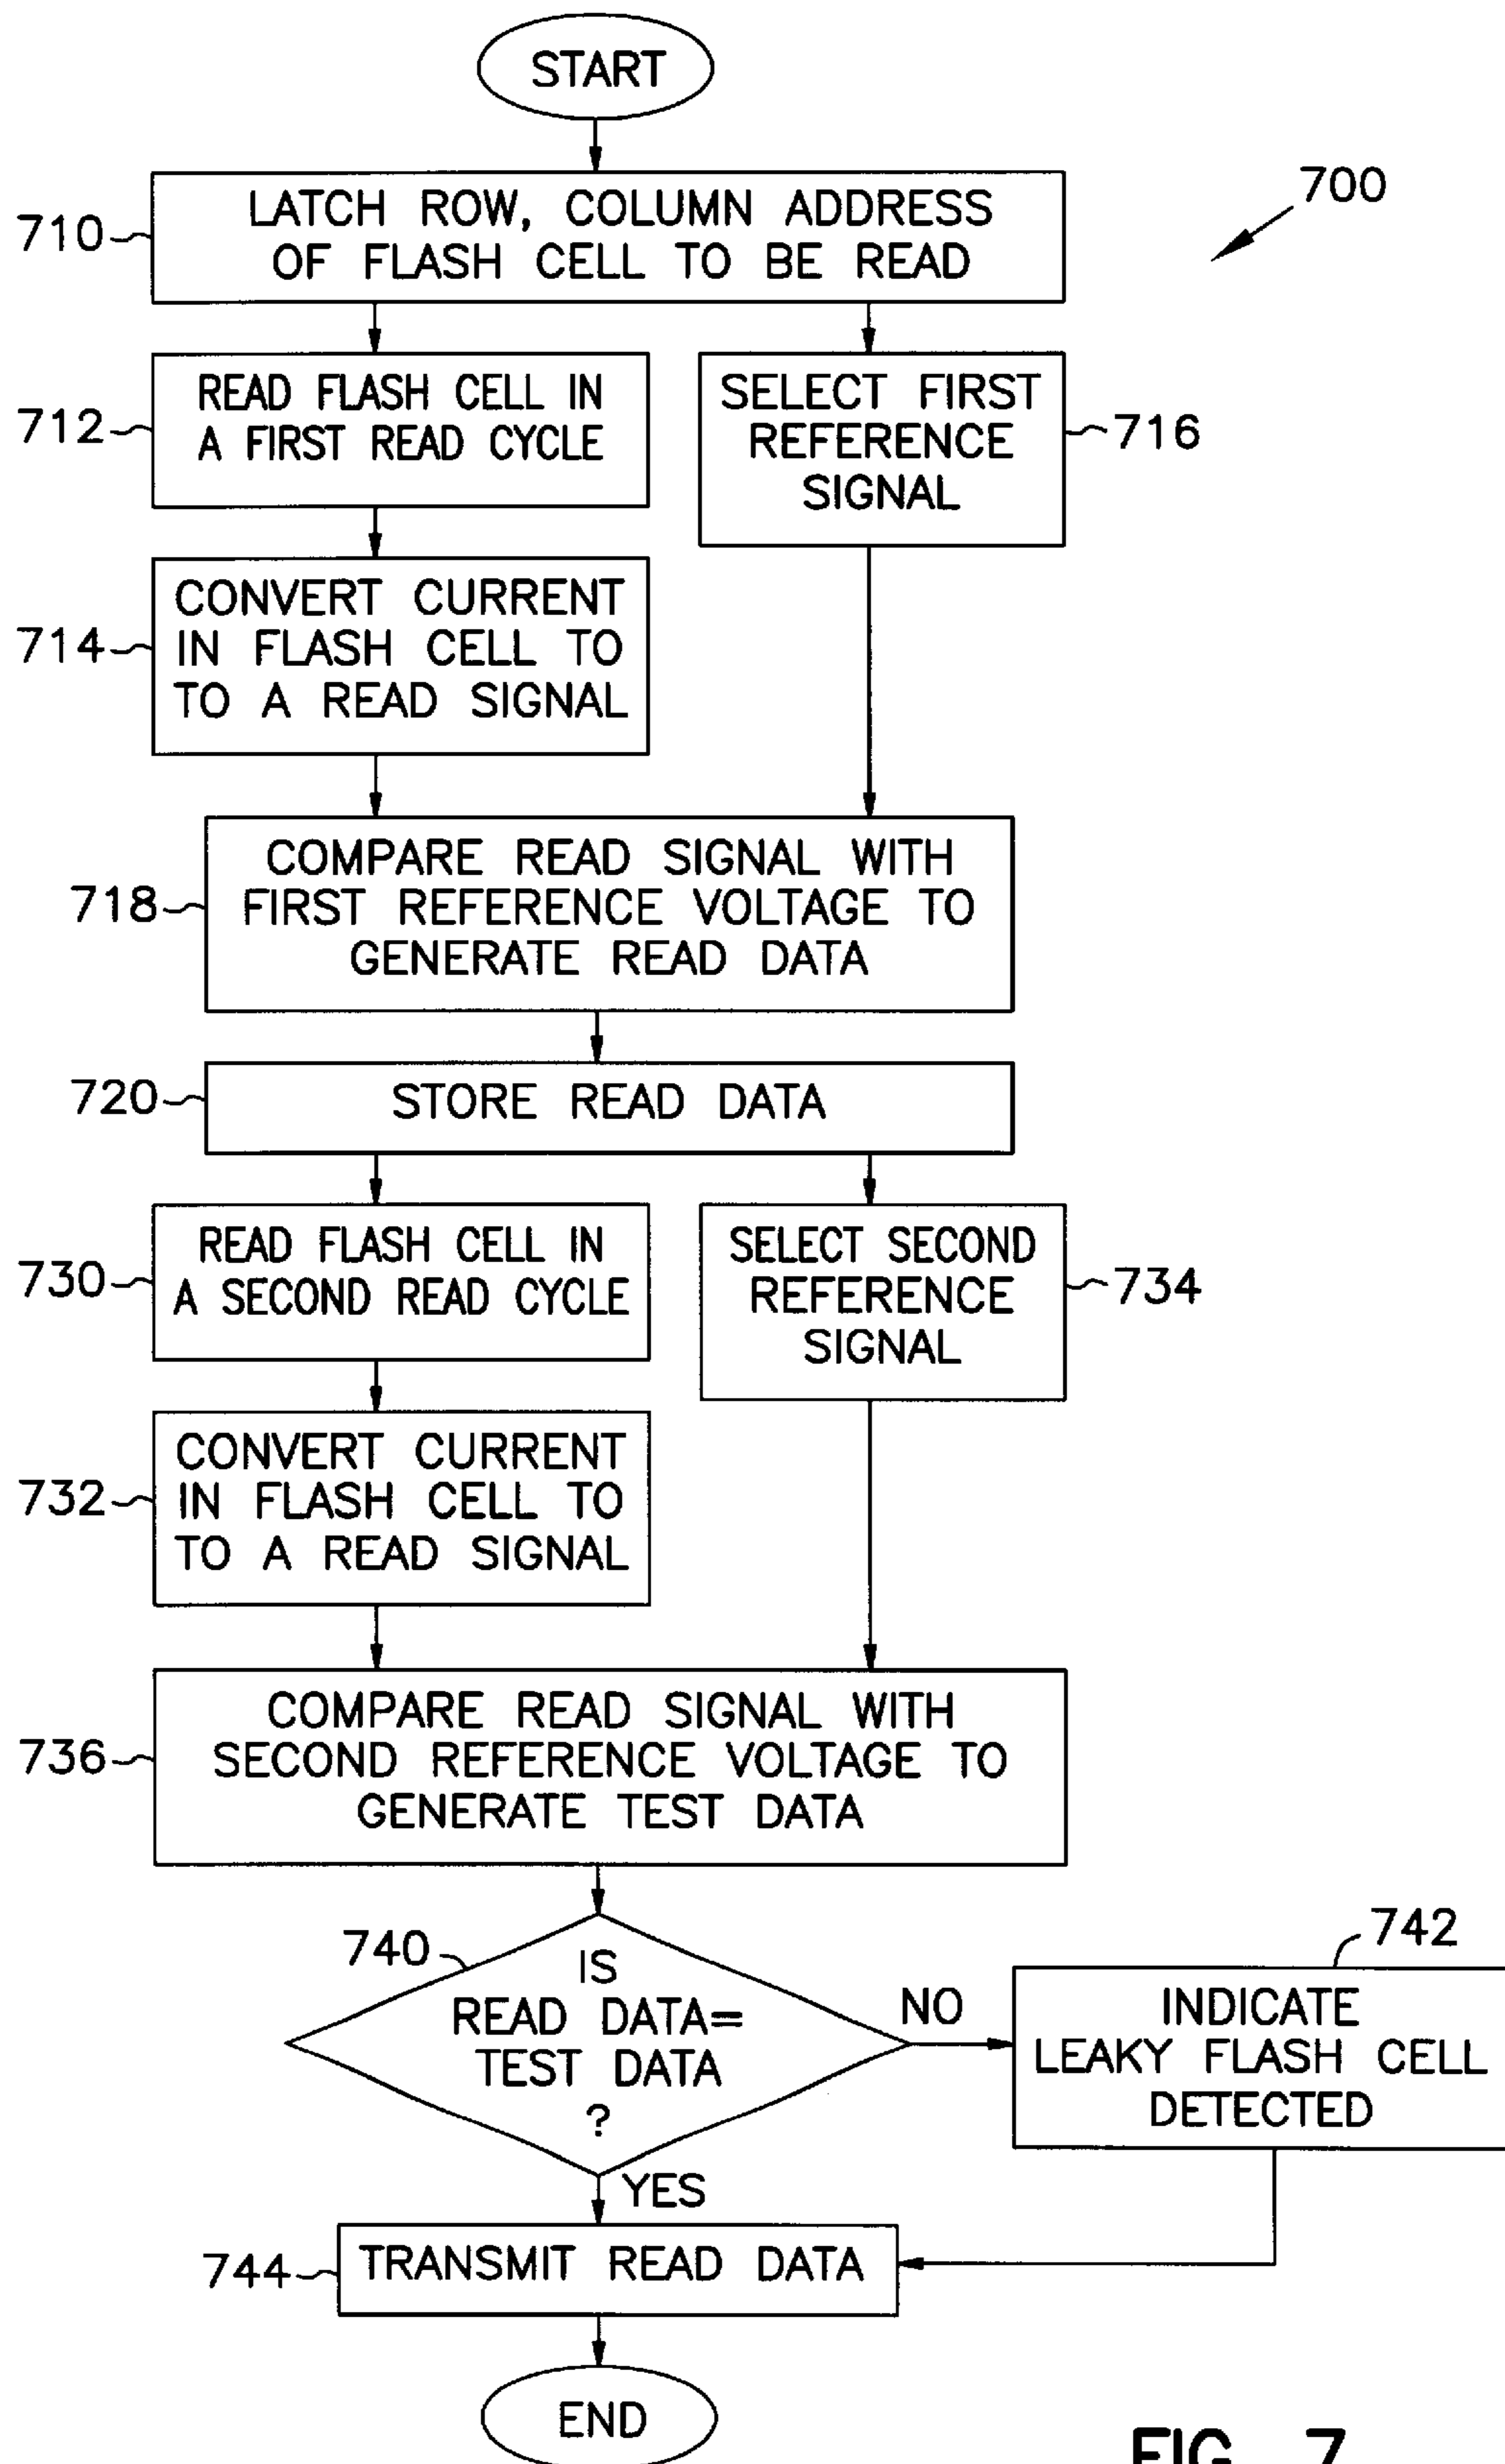 START
700
710
LATCH ROW, COLUMN ADDRESS
OF FLASH CELL TO BE READ
712
READ FLASH CELL IN
A FIRST READ CYCLE
SELECT FIRST
REFERENCE
SIGNAL
716
714
CONVERT CURRENT
IN FLASH CELL TO
TO A READ SIGNAL
718
COMPARE READ SIGNAL WITH
FIRST REFERENCE VOLTAGE TO
GENERATE READ DATA
720
STORE READ DATA
730
READ FLASH CELL IN
A SECOND READ CYCLE
SELECT SECOND
REFERENCE
SIGNAL
734
732
CONVERT CURRENT
IN FLASH CELL TO
TO A READ SIGNAL
736
COMPARE READ SIGNAL WITH
SECOND REFERENCE VOLTAGE TO
GENERATE TEST DATA
740
IS
READ DATA=
TEST DATA
?
NO
742
INDICATE
LEAKY FLASH CELL
DETECTED
YES
744
TRANSMIT READ DATA
END
FIG. 7